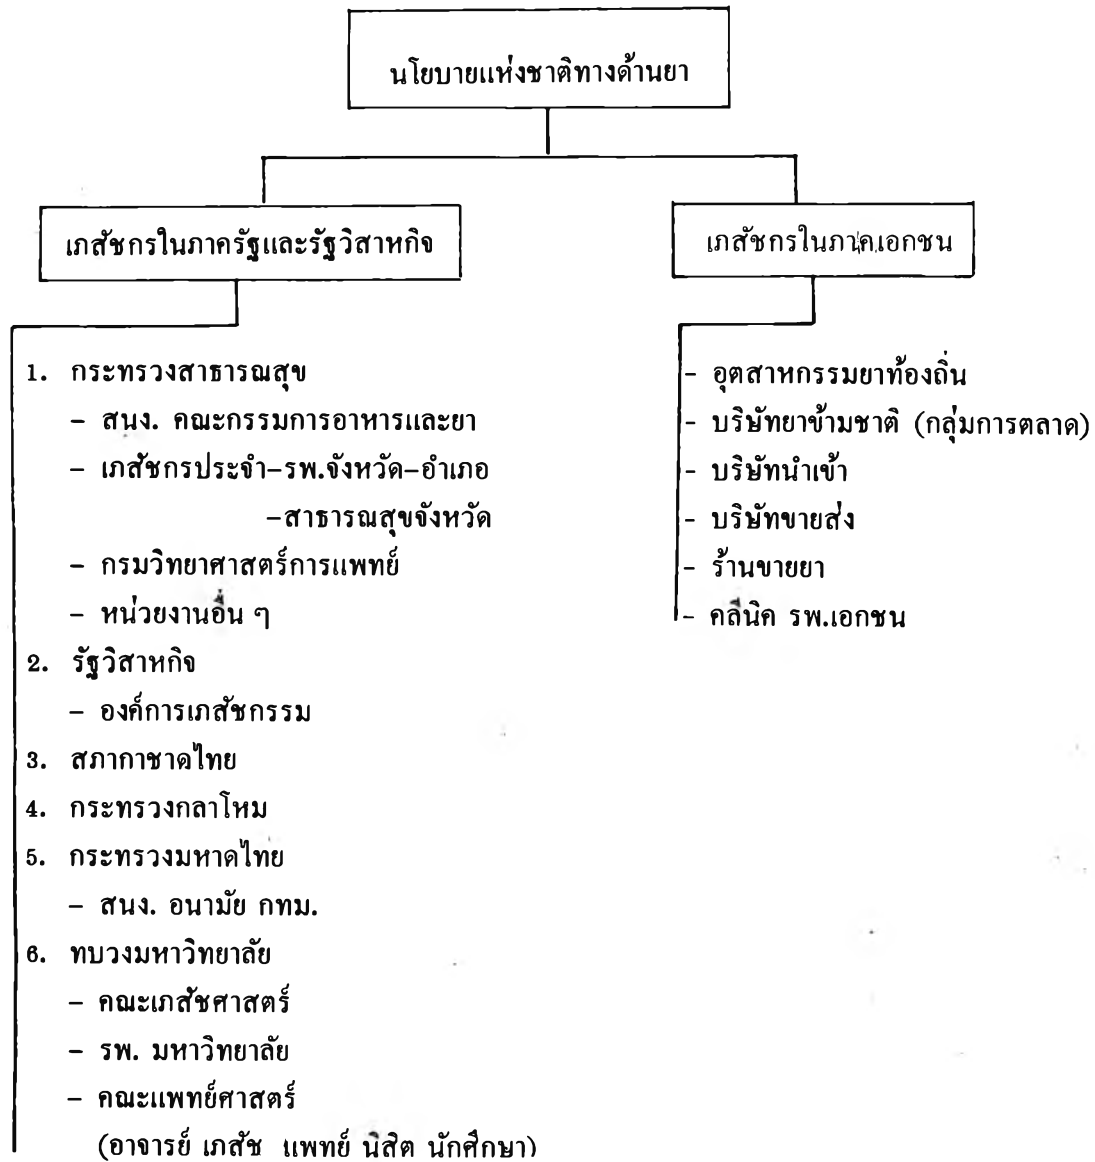 นโยบายแห่งชาติทางด้านยา
เภสัชกรในภาครัฐและรัฐวิสาหกิจ
1. กระทรวงสาธารณสุข
- สนง. คณะกรรมการอาหารและยา
- เภสัชกรประจำ-รพ.จังหวัด-อำเภอ
-สาธารณสุขจังหวัด
- กรมวิทยาศาสตร์การแพทย์
- หน่วยงานอื่น ๆ
2. รัฐวิสาหกิจ
- องค์การเภสัชกรรม
3. สภากาชาดไทย
4. กระทรวงกลาโหม
5. กระทรวงมหาดไทย
- สนง. อนามัย กทม.
6. ทบวงมหาวิทยาลัย
- คณะเภสัชศาสตร์
- รพ. มหาวิทยาลัย
- คณะแพทย์ศาสตร์
(อาจารย์ เภสัช แพทย์ นิสิต นักศึกษา)
เภสัชกรในภาคเอกชน
- อุตสาหกรรมยาท้องถิ่น
- บริษัทยาข้ามชาติ (กลุ่มการตลาด)
- บริษัทนำเข้า
- บริษัทขายส่ง
- ร้านขายยา
- คลีนิค รพ.เอกชน